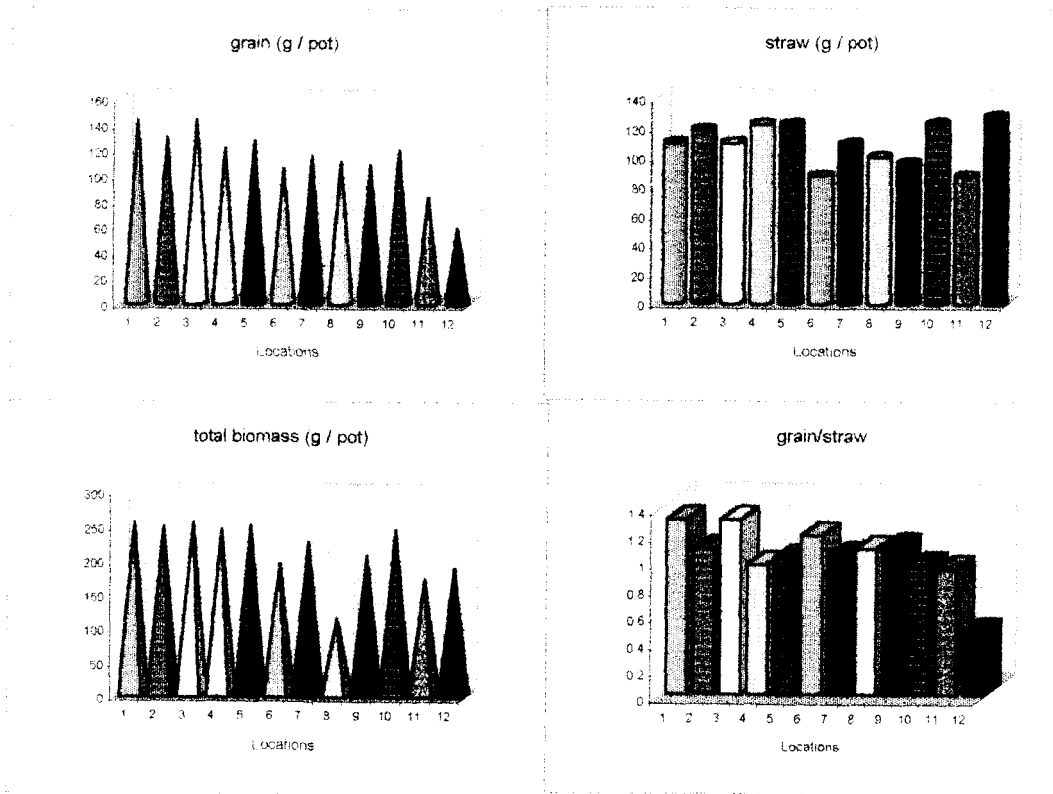 grain (g / pot)
160
140
120
100
80
60
40
20
0
1 2 3 4 5 6 7 8 9 10 11 12
Locations
straw (g / pot)
140
120
100
80
60
40
20
0
1 2 3 4 5 6 7 8 9 10 11 12
Locations
total biomass (g / pot)
300
250
200
150
100
50
0
1 2 3 4 5 6 7 8 9 10 11 12
Locations
grain/straw
1.4
1.2
1
0.8
0.6
0.4
0.2
0
1 2 3 4 5 6 7 8 9 10 11 12
Locations